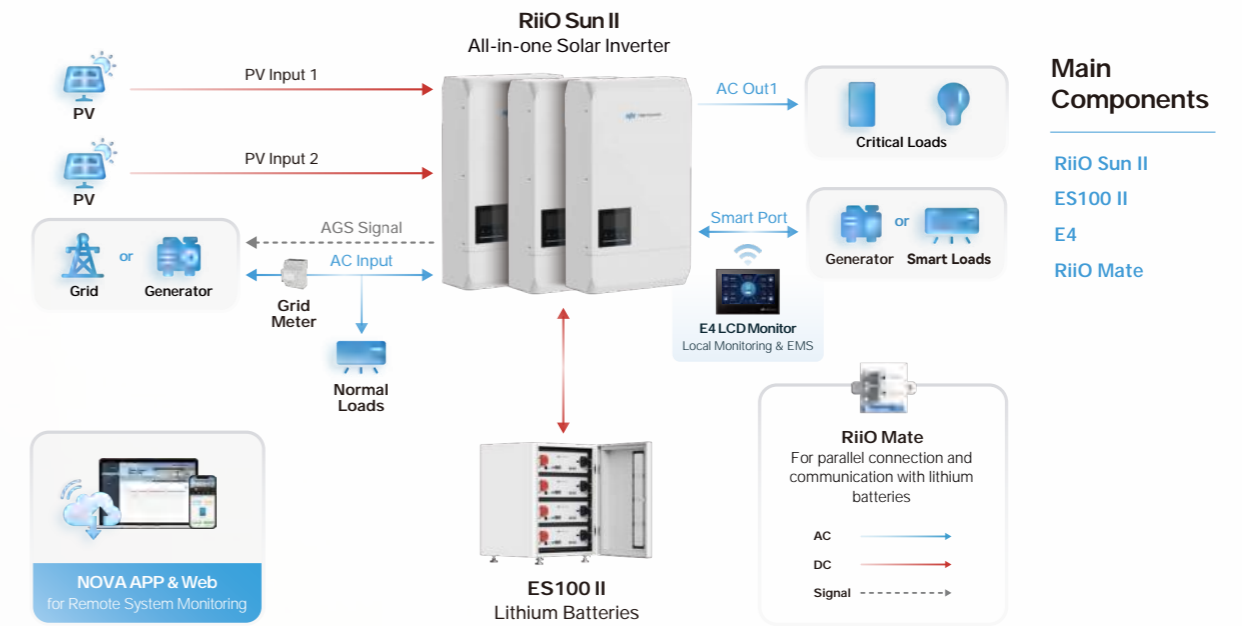 RiiO Sun II
All-in-one Solar Inverter
PV Input 1
PV
PV Input 2
PV
AGS Signal
AC Input
Grid
or
Generator
Grid
Meter
Normal
Loads
AC Out1
Critical Loads
Smart Port
Generator
or
Smart Loads
E4 LCD Monitor
Local Monitoring & EMS
Main
Components
RiiO Sun II
ES100 II
E4
RiiO Mate
NOVA APP & Web
for Remote System Monitoring
ES100 II
Lithium Batteries
RiiO Mate
For parallel connection and
communication with lithium
batteries
AC
DC
Signal